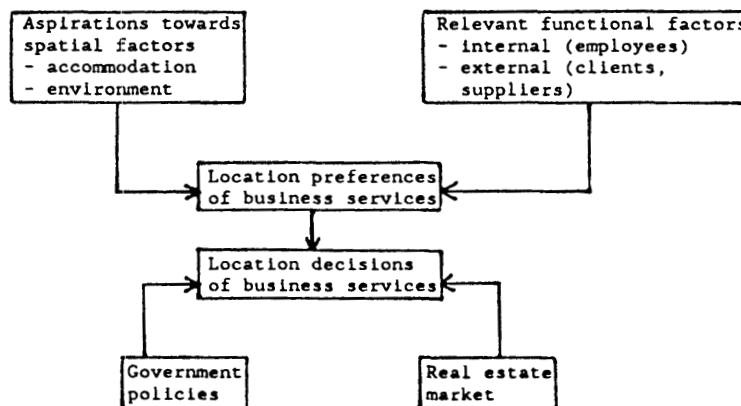 Aspirations towards
spatial factors
- accommodation
- environment
Relevant functional factors
- internal (employees)
- external (clients,
suppliers)
Location preferences
of business services
Location decisions
of business services
Government
policies
Real estate
market